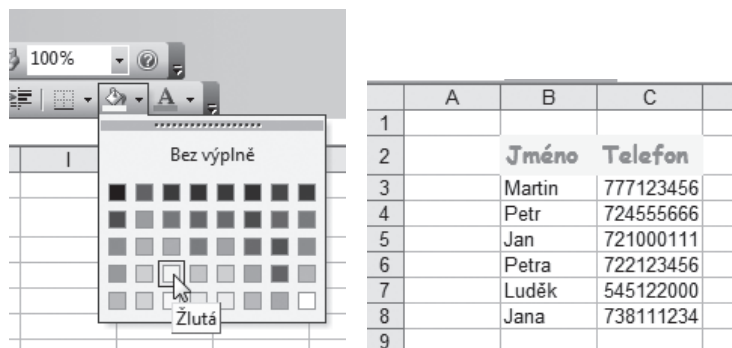 100%
A
Bez výplně
I
Žlutá
A B C
1
2 Jméno Telefon
3 Martin 777123456
4 Petr 724555666
5 Jan 721000111
6 Petra 722123456
7 Luděk 545122000
8 Jana 738111234
9